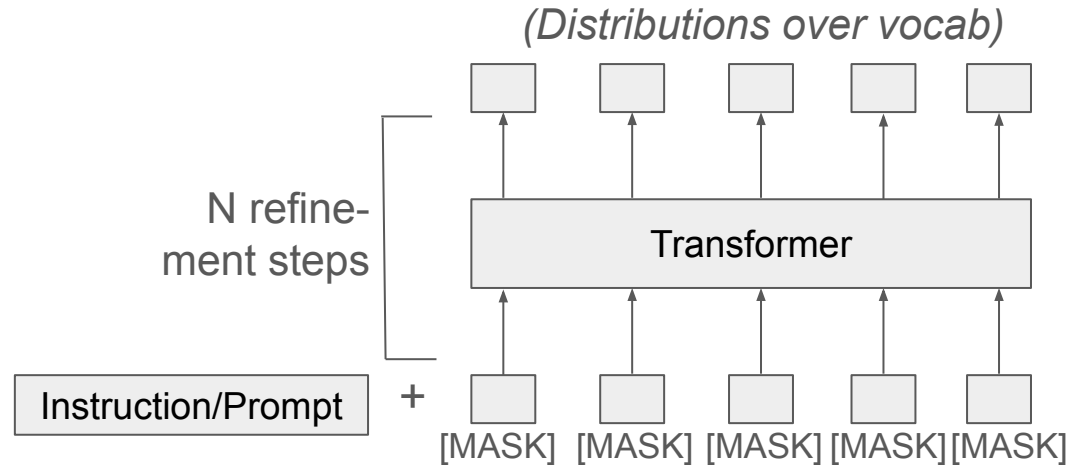 (Distributions over vocab)
N refine-
ment steps
Transformer
Instruction/Prompt
+
[MASK] [MASK] [MASK] [MASK] [MASK]